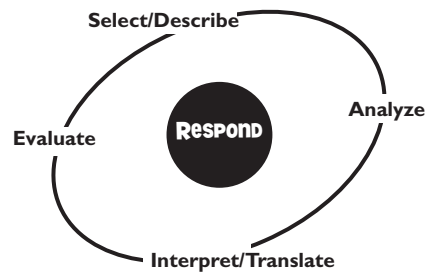 Select/Describe
Analyze
Respond
Evaluate
Interpret/Translate